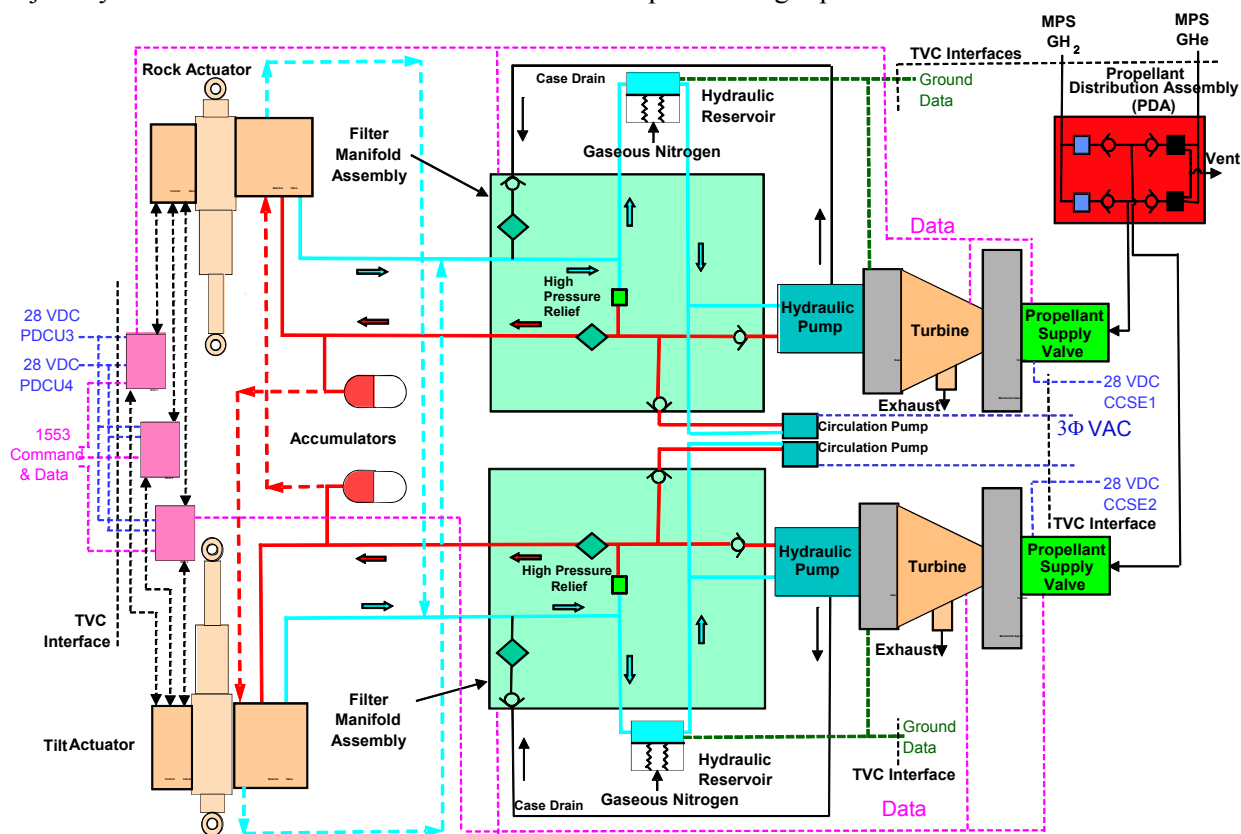 MPS
GH2
MPS
GHe
TVC Interfaces
Rock Actuator
Case Drain
Ground
Data
Propellant
Distribution Assembly
(PDA)
Hydraulic
Reservoir
Filter
Manifold
Assembly
Gaseous Nitrogen
Vent
Data
High
Pressure
Relief
Hydraulic
Pump
Turbine
Propellant
Supply
Valve
28 VDC
PDCU3
28 VDC
PDCU4
28 VDC
CCSE1
Exhaust
Circulation Pump
3Φ VAC
1553
Command
& Data
Accumulators
Circulation Pump
28 VDC
CCSE2
TVC Interface
High Pressure
Relief
Hydraulic
Pump
Turbine
Propellant
Supply
Valve
TVC
Interface
Exhaust
Filter
Manifold
Assembly
Ground
Data
Tilt Actuator
Hydraulic
Reservoir
TVC Interface
Gaseous Nitrogen
Case Drain
Data